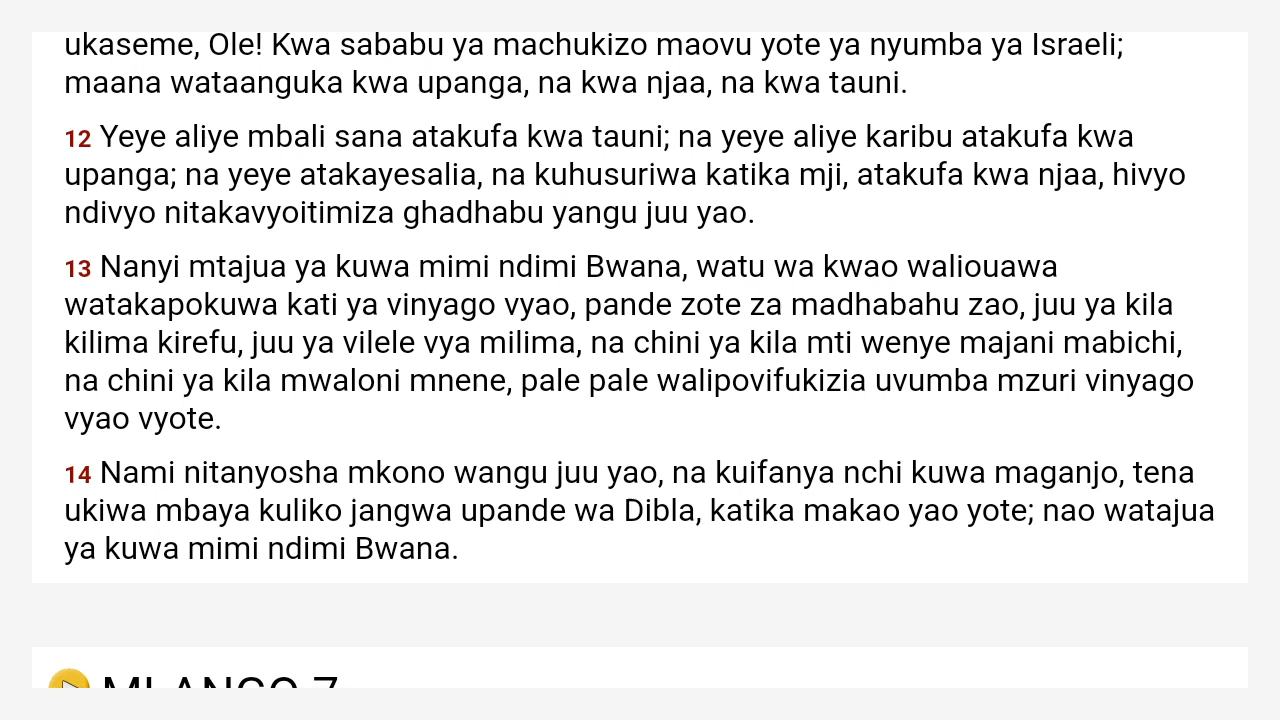 ukaseme, Ole! Kwa sababu ya machukizo maovu yote ya nyumba ya Israeli;
maana wataanguka kwa upanga, na kwa njaa, na kwa tauni.
12 Yeye aliye mbali sana atakufa kwa tauni; na yeye aliye karibu atakufa kwa
upanga; na yeye atakayesalia, na kuhusuriwa katika mji, atakufa kwa njaa, hivyo
ndivyo nitakavyoitimiza ghadhabu yangu juu yao.
13 Nanyi mtajua ya kuwa mimi ndimi Bwana, watu wa kwao waliouawa
watakapokuwa kati ya vinyago vyao, pande zote za madhabahu zao, juu ya kila
kilima kirefu, juu ya vilele vya milima, na chini ya kila mti wenye majani mabichi,
na chini ya kila mwaloni mnene, pale pale walipovifukizia uvumba mzuri vinyago
vyao vyote.
14 Nami nitanyosha mkono wangu juu yao, na kuifanya nchi kuwa maganjo, tena
ukiwa mbaya kuliko jangwa upande wa Dibla, katika makao yao yote; nao watajua
ya kuwa mimi ndimi Bwana.
MLANGO 7